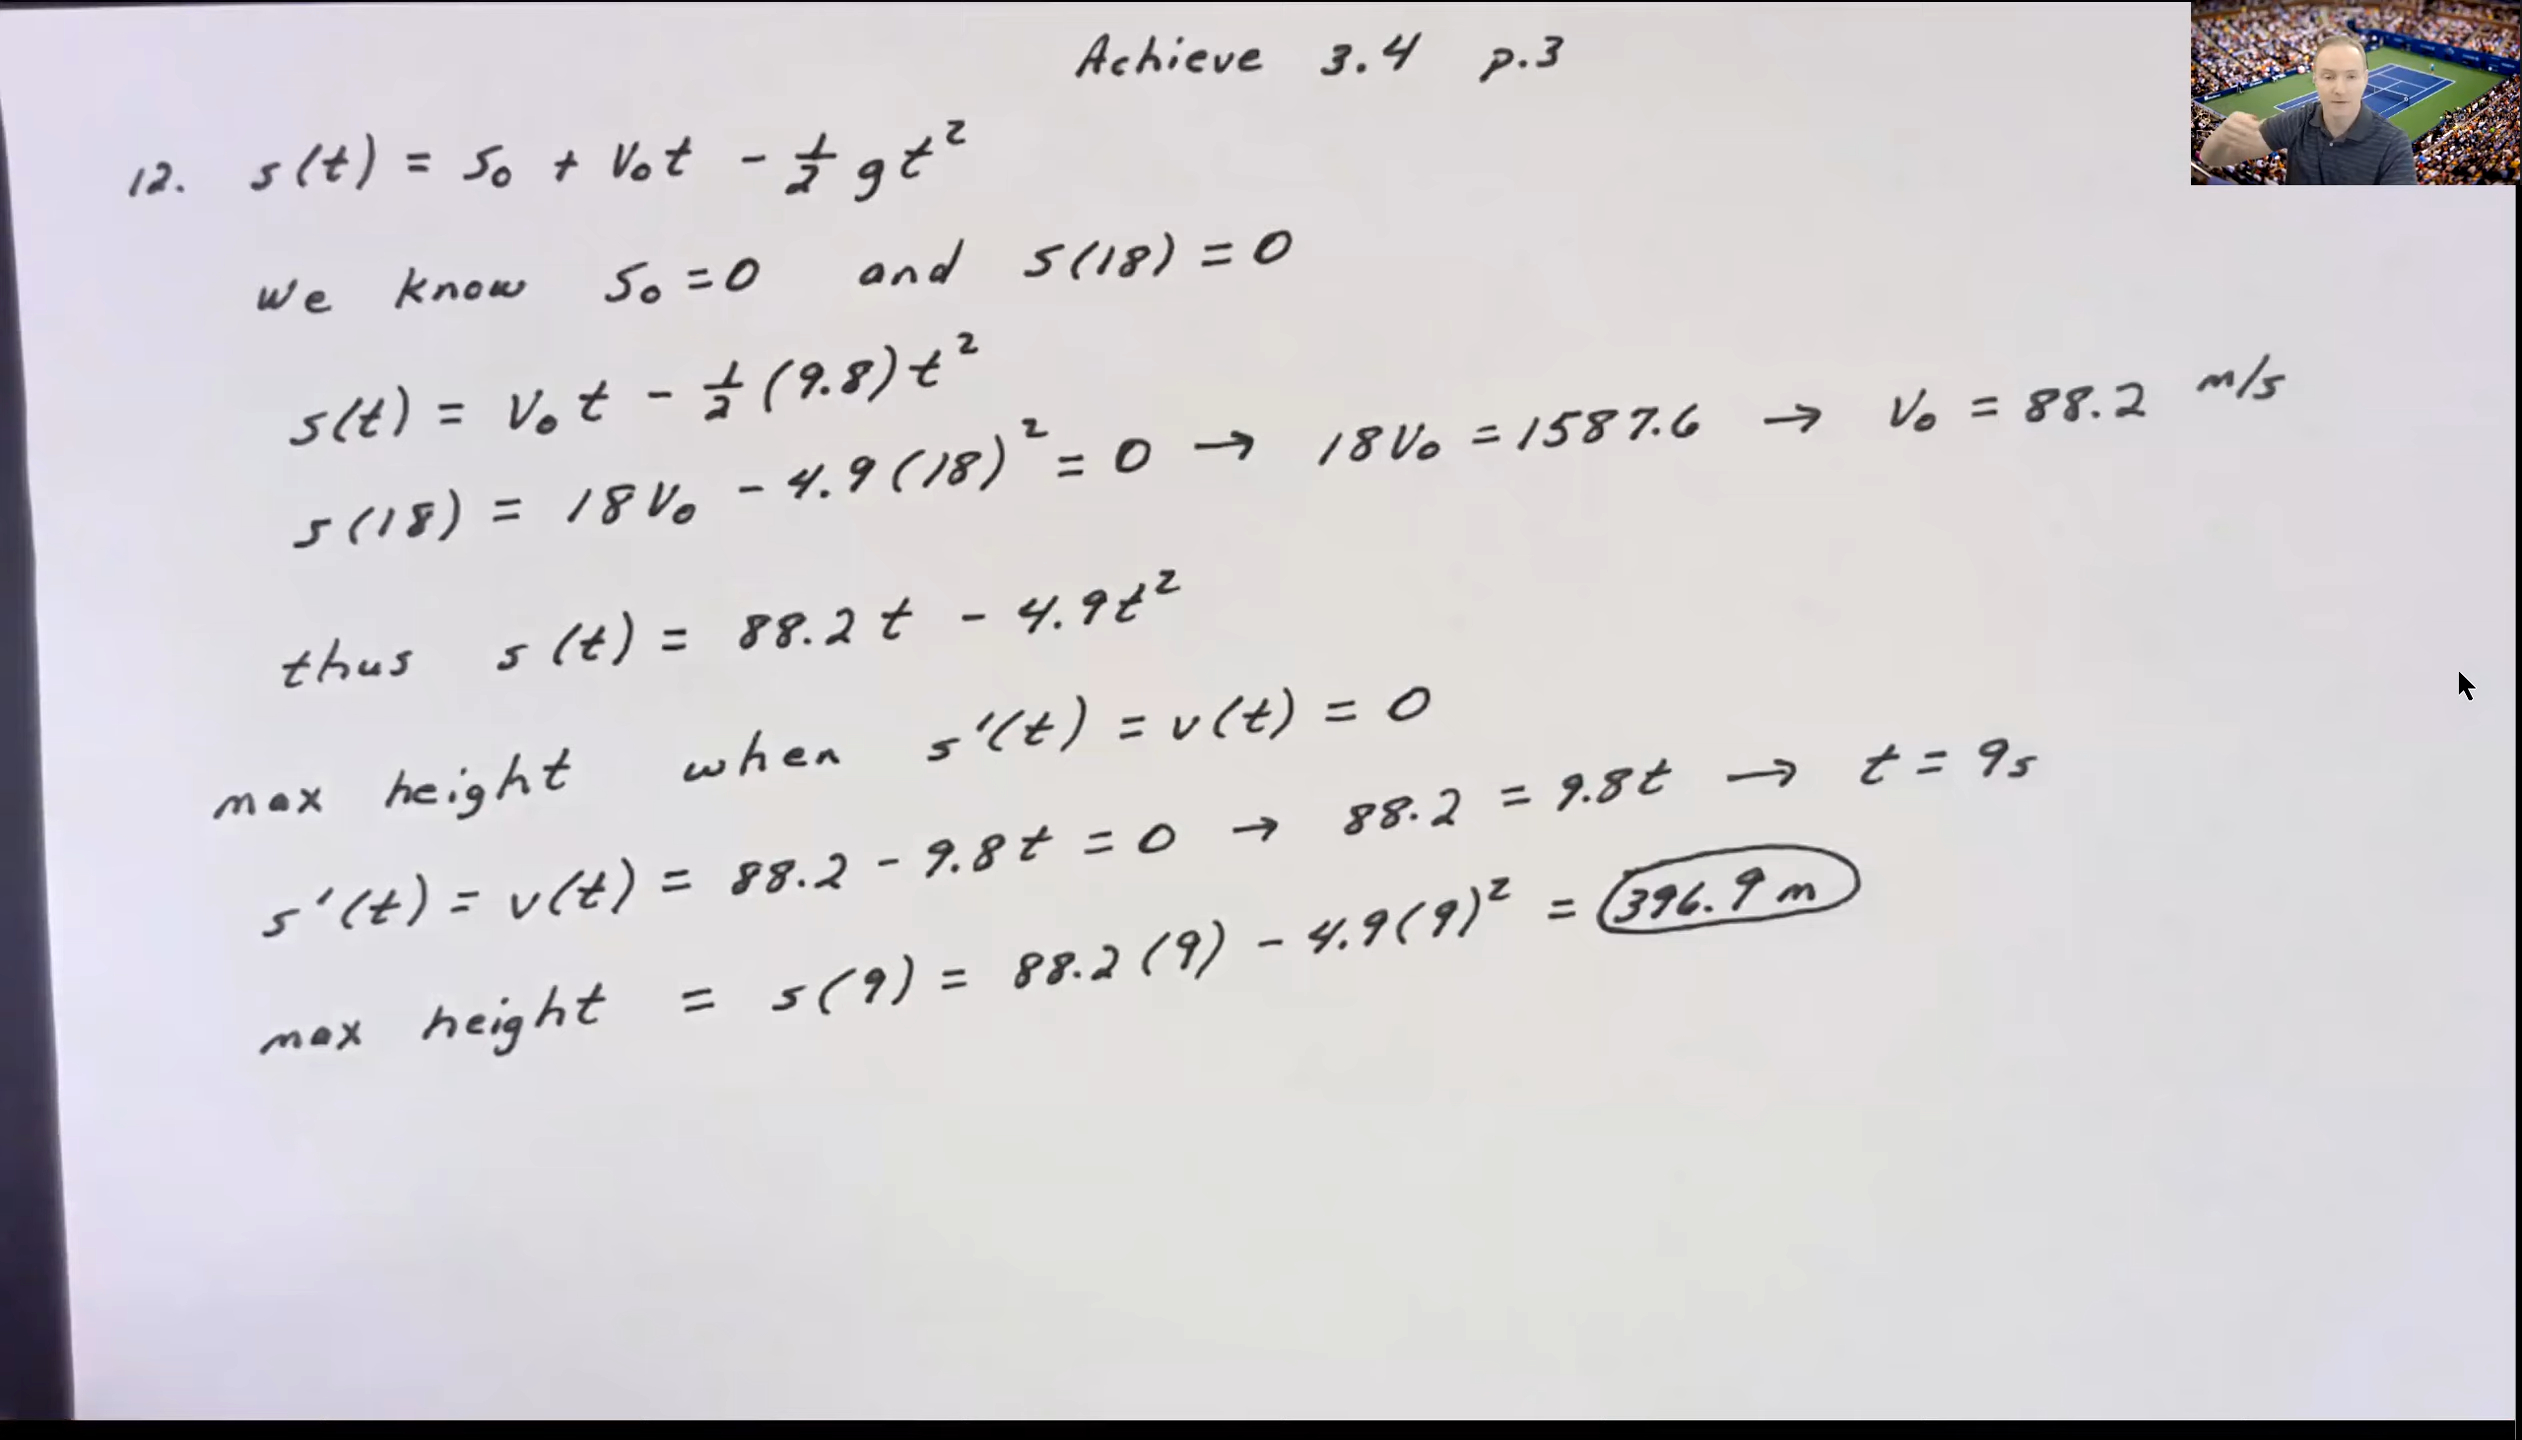 Achieve 3.4 p.3
12. s(t) = s₀ + v₀t - ½ gt²
we know s₀ = 0 and s(18) = 0
s(t) = v₀t - ½(9.8)t²
s(18) = 18v₀ - 4.9(18)² = 0 → 18v₀ = 1587.6 → v₀ = 88.2 m/s
thus s(t) = 88.2t - 4.9t²
max height when s'(t) = v(t) = 0
s'(t) = v(t) = 88.2 - 9.8t = 0 → 88.2 = 9.8t → t = 9s
max height = s(9) = 88.2(9) - 4.9(9)² = 396.9 m